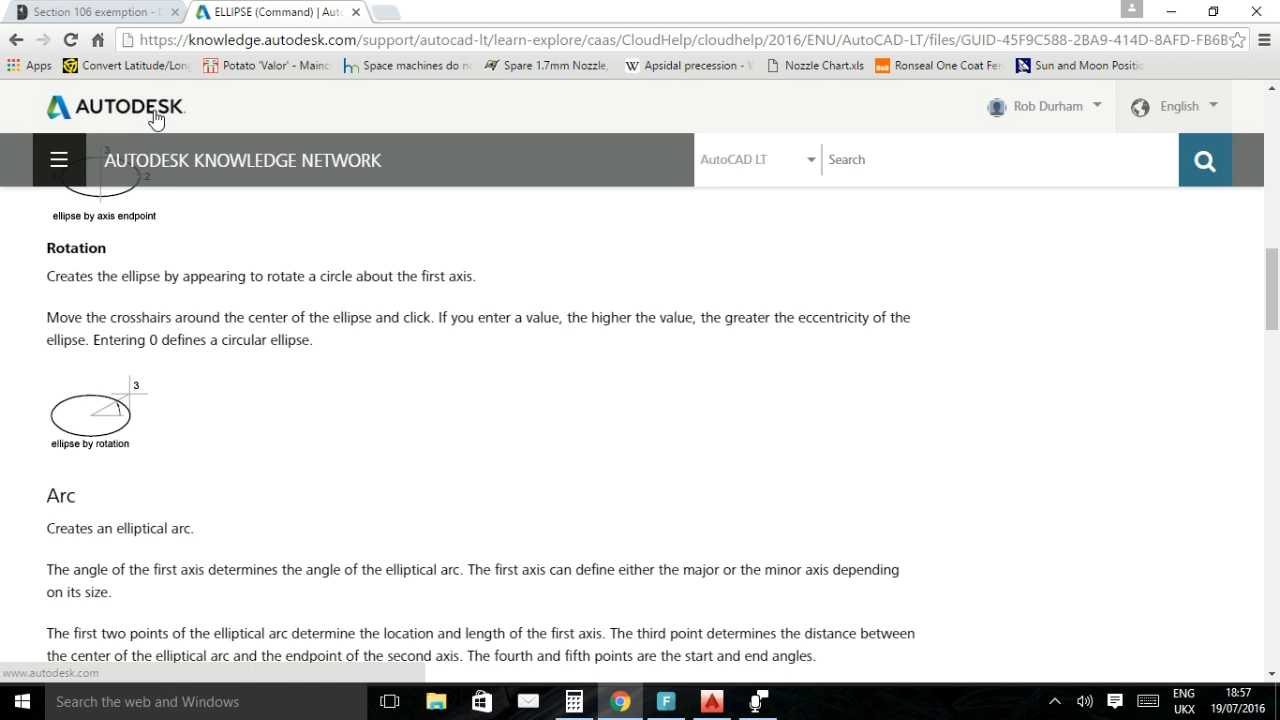 Section 106 exemption -
ELLIPSE (Command) | Auto
https://knowledge.autodesk.com/support/autocad-lt/learn-explore/caas/CloudHelp/cloudhelp/2016/ENU/AutoCAD-LT/files/GUID-45F9C588-2BA9-414D-8AFD-FB6B
Apps Convert Latitude/Lon Potato 'Valor' - Mainc Space machines do no Spare 1.7mm Nozzle, Apsidal precession - Nozzle Chart.xls Ronseal One Coat Fen Sun and Moon Positio
AUTODESK. Rob Durham English
AUTODESK KNOWLEDGE NETWORK AutoCAD LT Search
3
2
ellipse by axis endpoint
Rotation
Creates the ellipse by appearing to rotate a circle about the first axis.
Move the crosshairs around the center of the ellipse and click. If you enter a value, the higher the value, the greater the eccentricity of the
ellipse. Entering 0 defines a circular ellipse.
3
ellipse by rotation
Arc
Creates an elliptical arc.
The angle of the first axis determines the angle of the elliptical arc. The first axis can define either the major or the minor axis depending
on its size.
The first two points of the elliptical arc determine the location and length of the first axis. The third point determines the distance between
the center of the elliptical arc and the endpoint of the second axis. The fourth and fifth points are the start and end angles.
www.autodesk.com
Search the web and Windows
ENG 18:57
UKX 19/07/2016